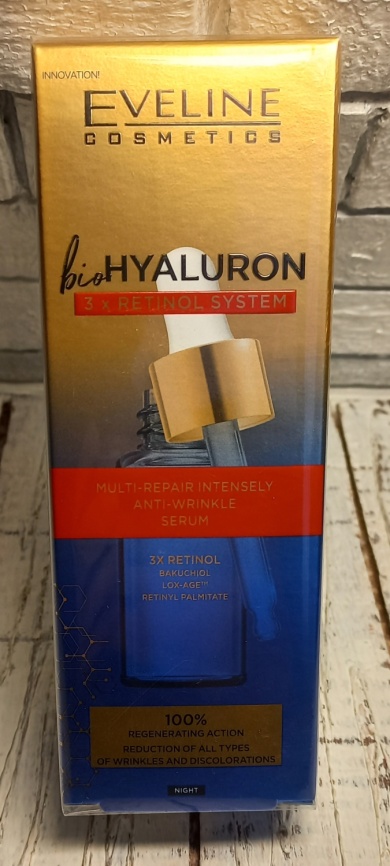 INNOVATION!
EVELINE
COSMETICS
bioHYALURON
3 x RETINOL SYSTEM
MULTI-REPAIR INTENSELY
ANTI-WRINKLE
SERUM
3X RETINOL
BAKUCHIOL
LOX-AGE™
RETINYL PALMITATE
100%
REGENERATING ACTION
REDUCTION OF ALL TYPES
OF WRINKLES AND DISCOLORATIONS
NIGHT